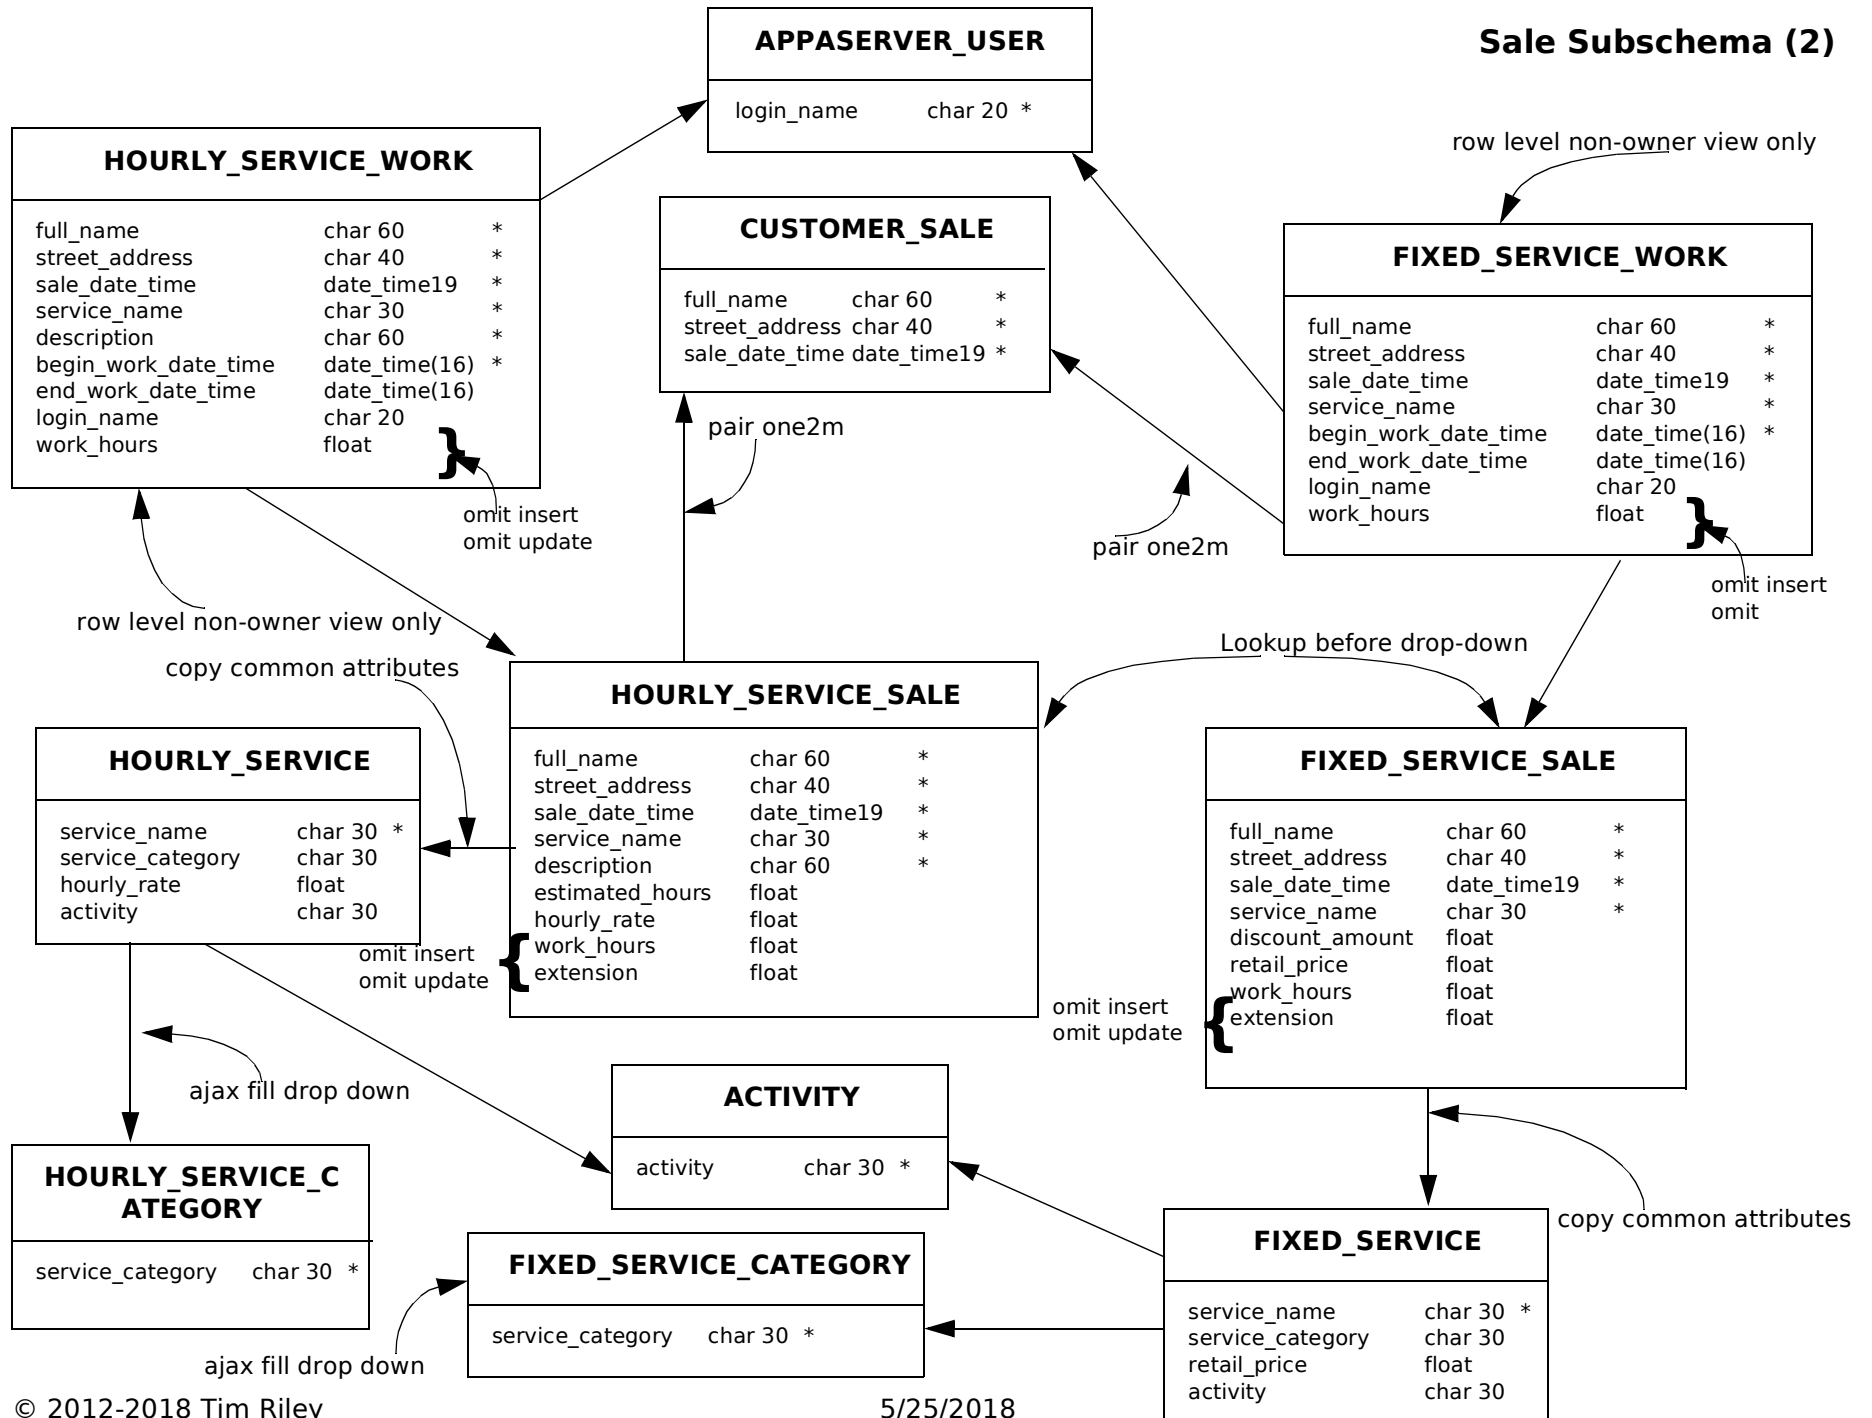 Sale Subschema (2)
APPASERVER_USER
login_name char 20 *
HOURLY_SERVICE_WORK
full_name char 60 *
street_address char 40 *
sale_date_time date_time19 *
service_name char 30 *
description char 60 *
begin_work_date_time date_time(16) *
end_work_date_time date_time(16)
login_name char 20
work_hours float
}
omit insert
omit update
row level non-owner view only
CUSTOMER_SALE
full_name char 60 *
street_address char 40 *
sale_date_time date_time19 *
pair one2m
pair one2m
row level non-owner view only
FIXED_SERVICE_WORK
full_name char 60 *
street_address char 40 *
sale_date_time date_time19 *
service_name char 30 *
begin_work_date_time date_time(16) *
end_work_date_time date_time(16)
login_name char 20
work_hours float
}
omit insert
omit
copy common attributes
Lookup before drop-down
HOURLY_SERVICE
service_name char 30 *
service_category char 30
hourly_rate float
activity char 30
HOURLY_SERVICE_SALE
full_name char 60 *
street_address char 40 *
sale_date_time date_time19 *
service_name char 30 *
description char 60 *
estimated_hours float
hourly_rate float
work_hours float
extension float
{
omit insert
omit update
FIXED_SERVICE_SALE
full_name char 60 *
street_address char 40 *
sale_date_time date_time19 *
service_name char 30 *
discount_amount float
retail_price float
work_hours float
extension float
{
omit insert
omit update
ajax fill drop down
HOURLY_SERVICE_C
ATEGORY
service_category char 30 *
ACTIVITY
activity char 30 *
FIXED_SERVICE_CATEGORY
service_category char 30 *
ajax fill drop down
copy common attributes
FIXED_SERVICE
service_name char 30 *
service_category char 30
retail_price float
activity char 30
© 2012-2018 Tim Riley
5/25/2018